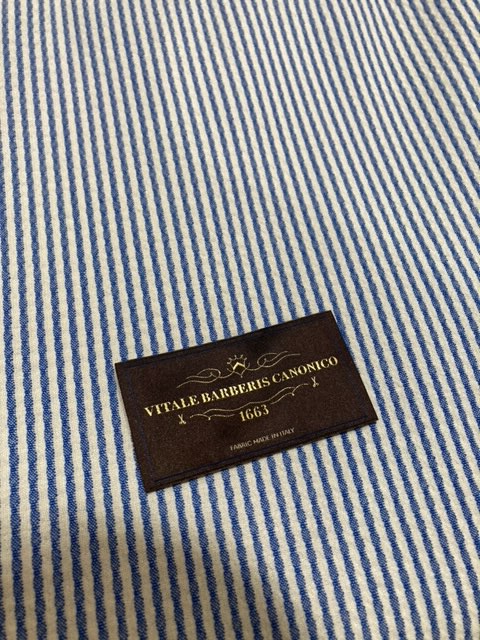 VITALE BARBERIS CANONICO
1663
FABRIC MADE IN ITALY